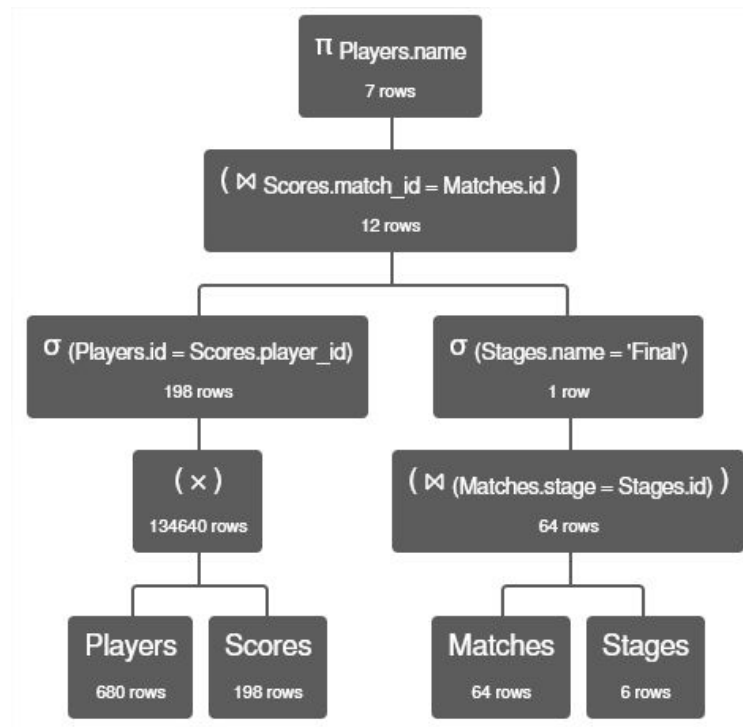 π Players.name
7 rows
( ⋈ Scores.match_id = Matches.id )
12 rows
σ (Players.id = Scores.player_id)
198 rows
σ (Stages.name = 'Final')
1 row
( × )
134640 rows
( ⋈ (Matches.stage = Stages.id) )
64 rows
Players
680 rows
Scores
198 rows
Matches
64 rows
Stages
6 rows